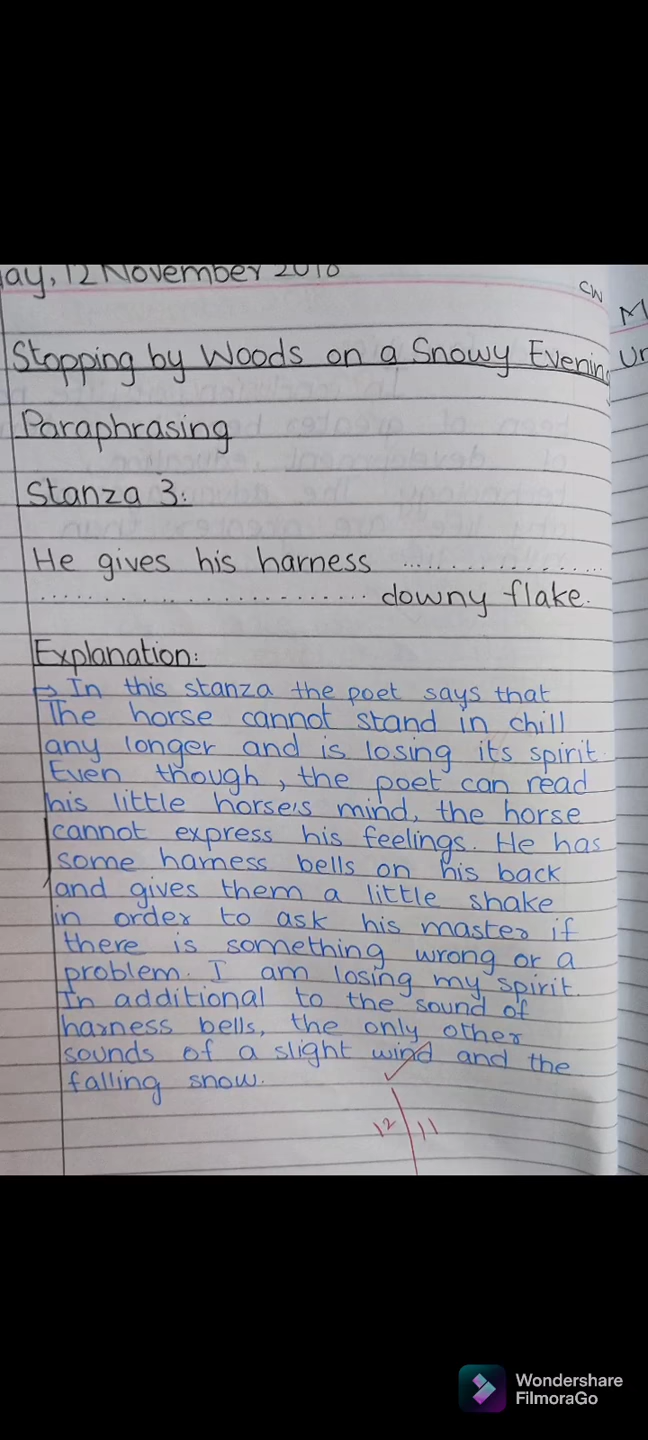 ay, 12 November 2018
CW
Stopping by Woods on a Snowy Evening
Paraphrasing
Stanza 3:
He gives his harness ..................
........................ downy flake.
Explanation:
→ In this stanza the poet says that
The horse cannot stand in chill
any longer and is losing its spirit.
Even though, the poet can read
his little horse's mind, the horse
cannot express his feelings. He has
some harness bells on his back
and gives them a little shake
in order to ask his master if
there is something wrong or a
problem. I am losing my spirit.
In additional to the sound of
harness bells, the only other
sounds of a slight wind and the
falling snow.
12/11
M
Ur
Wondershare
FilmoraGo